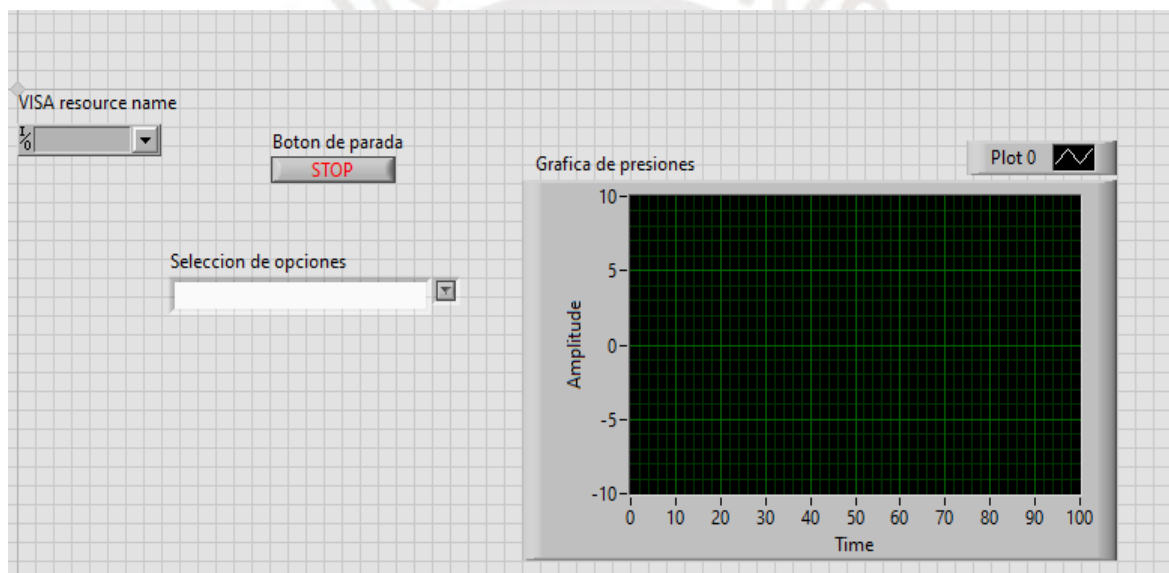 VISA resource name
I/O
Boton de parada
STOP
Seleccion de opciones
Grafica de presiones
Plot 0
10
5
0
-5
-10
Amplitude
0 10 20 30 40 50 60 70 80 90 100
Time